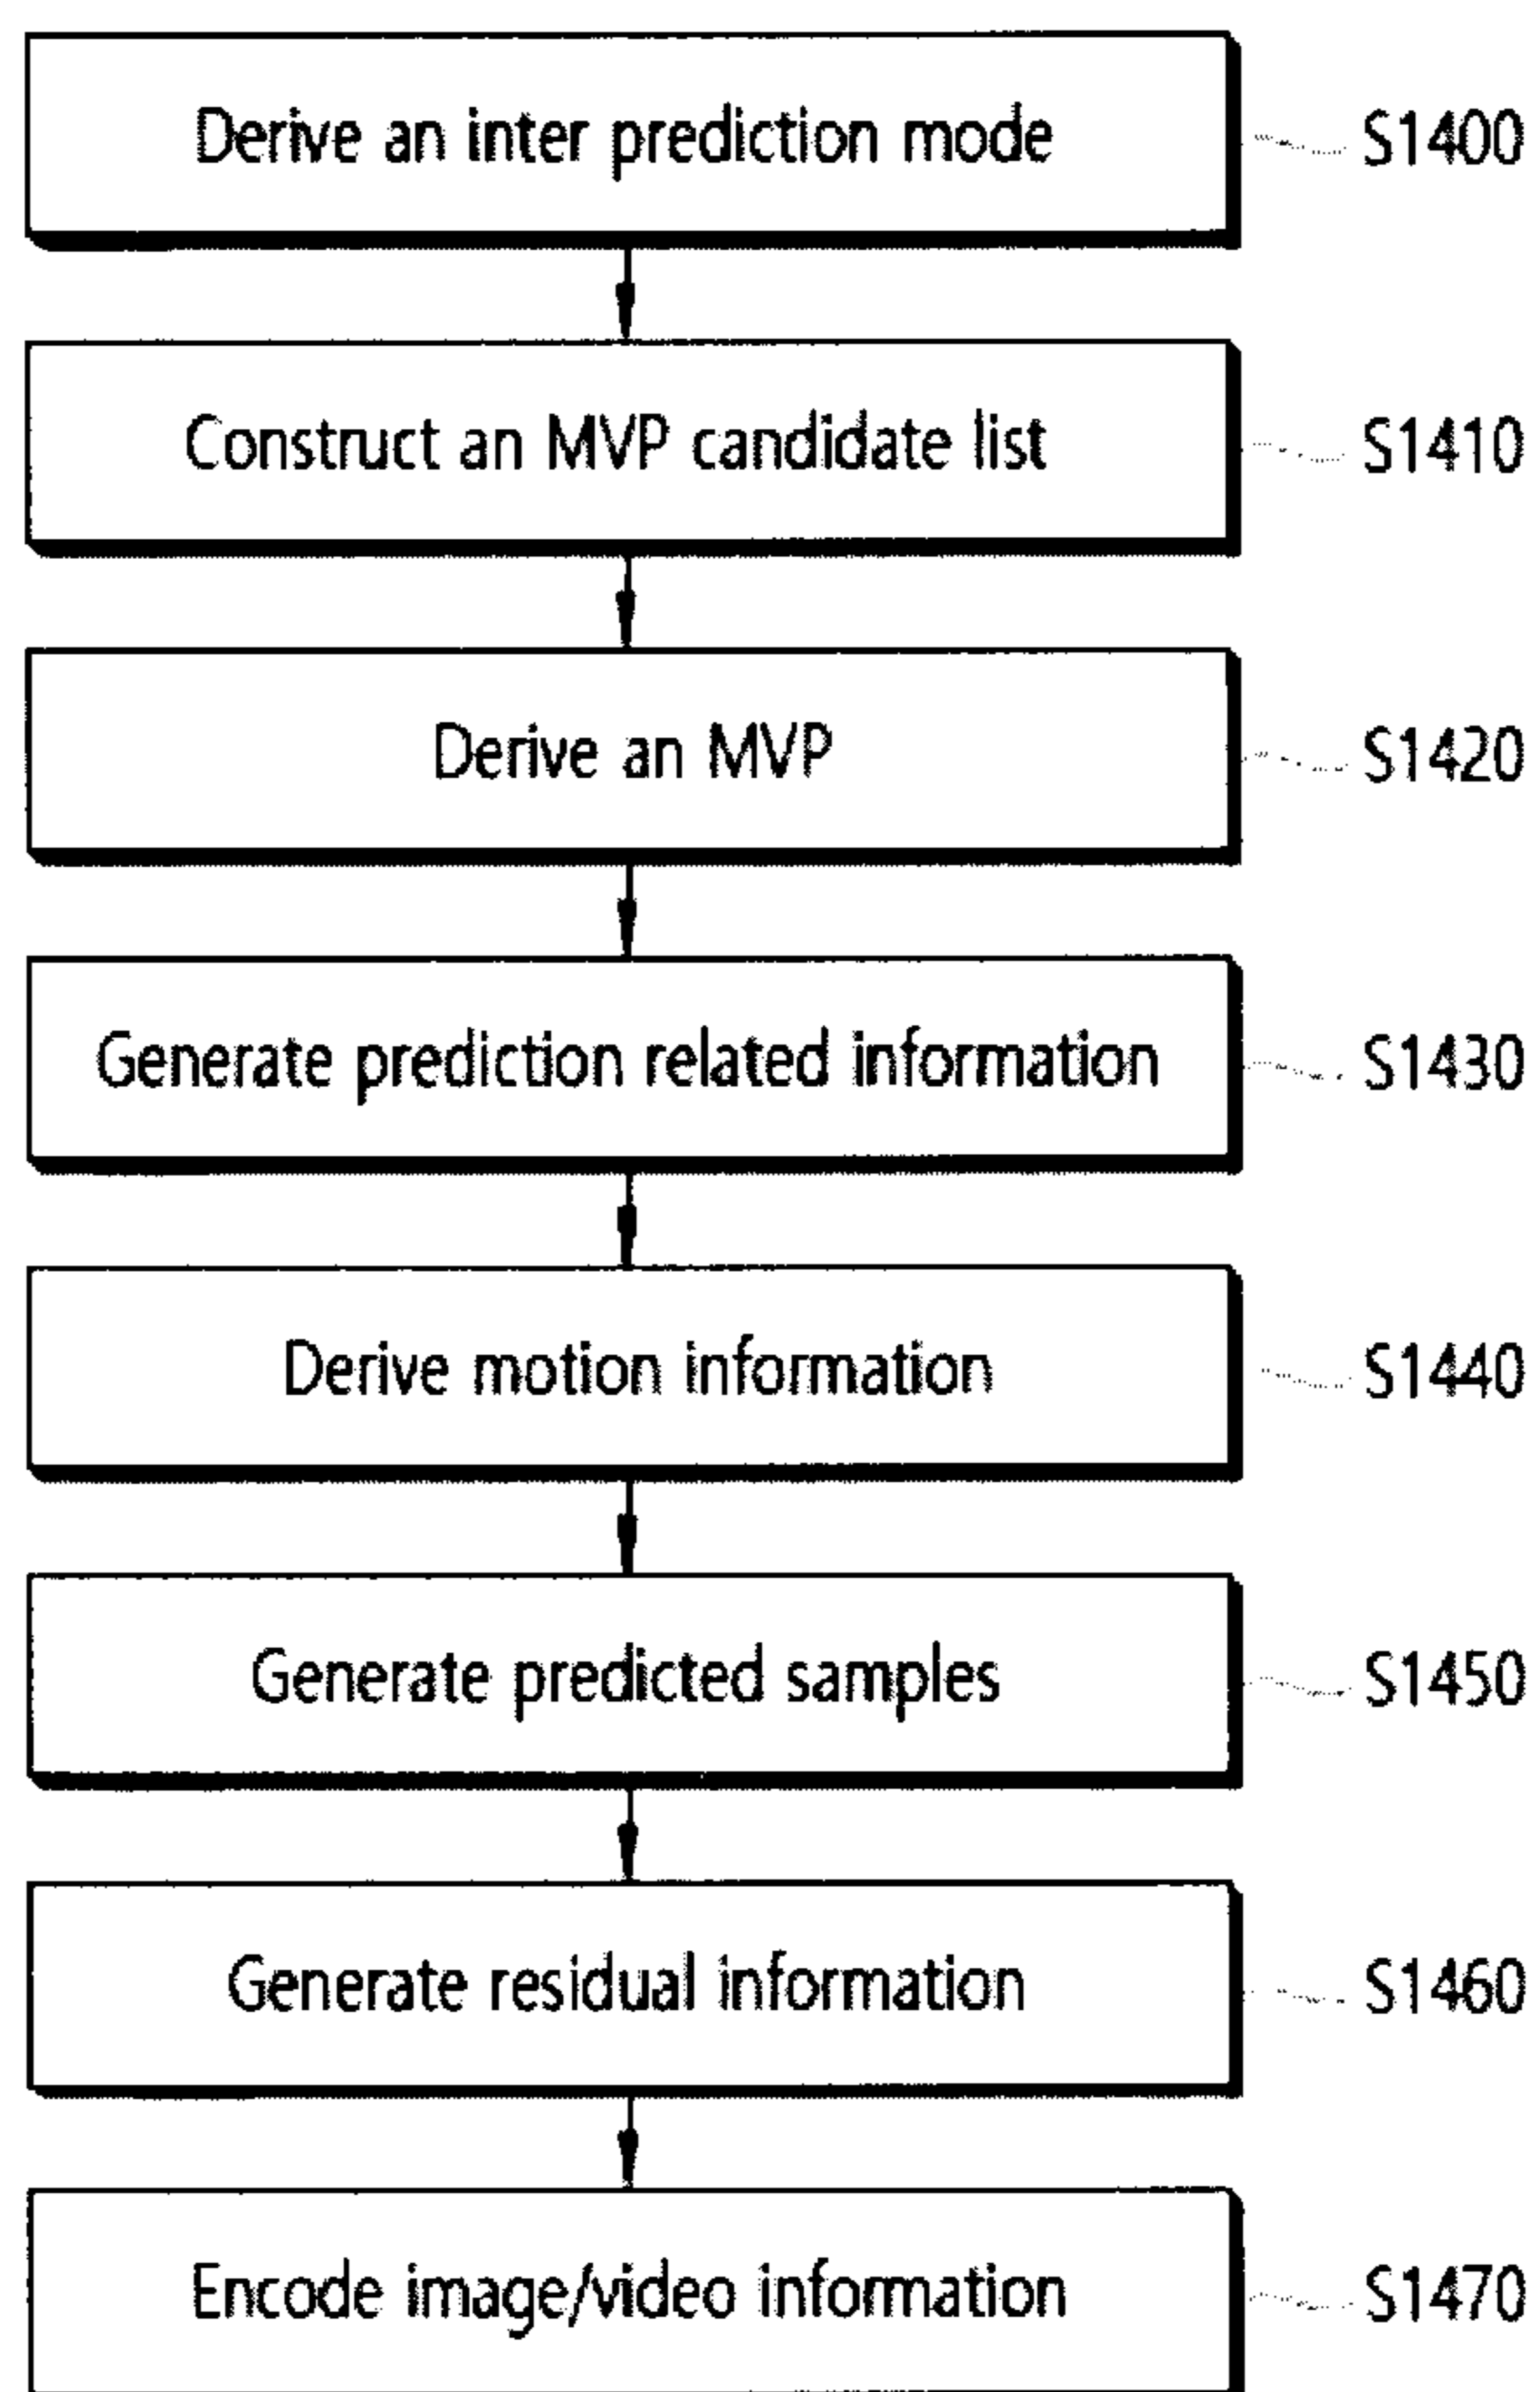 Derive an inter prediction mode S1400
Construct an MVP candidate list S1410
Derive an MVP S1420
Generate prediction related information S1430
Derive motion information S1440
Generate predicted samples S1450
Generate residual information S1460
Encode image/video information S1470